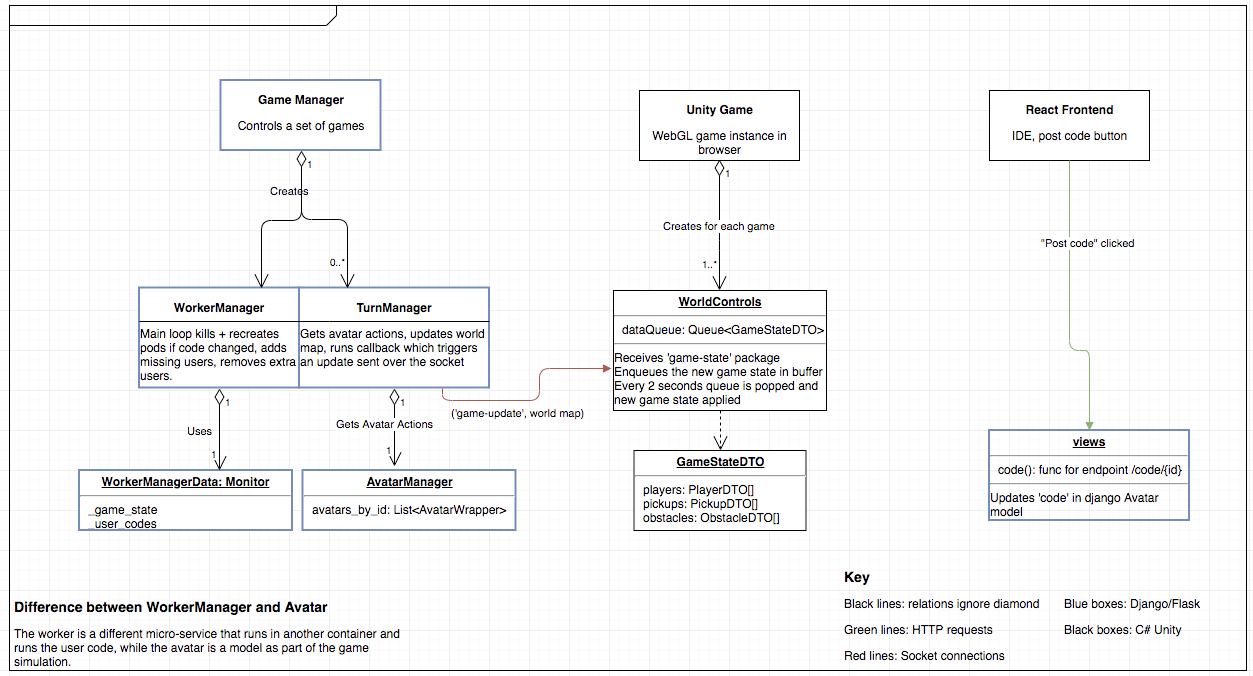 Game Manager
Controls a set of games
1
Creates
0..*
WorkerManager
Main loop kills + recreates
pods if code changed, adds
missing users, removes extra
users.
TurnManager
Gets avatar actions, updates world
map, runs callback which triggers
an update sent over the socket
1
Uses
1
1
Gets Avatar Actions
1
('game-update', world map)
WorkerManagerData: Monitor
_game_state
_user_codes
AvatarManager
avatars_by_id: List<AvatarWrapper>
Unity Game
WebGL game instance in
browser
1
Creates for each game
1..*
WorldControls
dataQueue: Queue<GameStateDTO>
Receives 'game-state' package
Enqueues the new game state in buffer
Every 2 seconds queue is popped and
new game state applied
GameStateDTO
players: PlayerDTO[]
pickups: PickupDTO[]
obstacles: ObstacleDTO[]
React Frontend
IDE, post code button
"Post code" clicked
views
code(): func for endpoint /code/{id}
Updates 'code' in django Avatar
model
Difference between WorkerManager and Avatar
The worker is a different micro-service that runs in another container and
runs the user code, while the avatar is a model as part of the game
simulation.
Key
Black lines: relations ignore diamond
Green lines: HTTP requests
Red lines: Socket connections
Blue boxes: Django/Flask
Black boxes: C# Unity